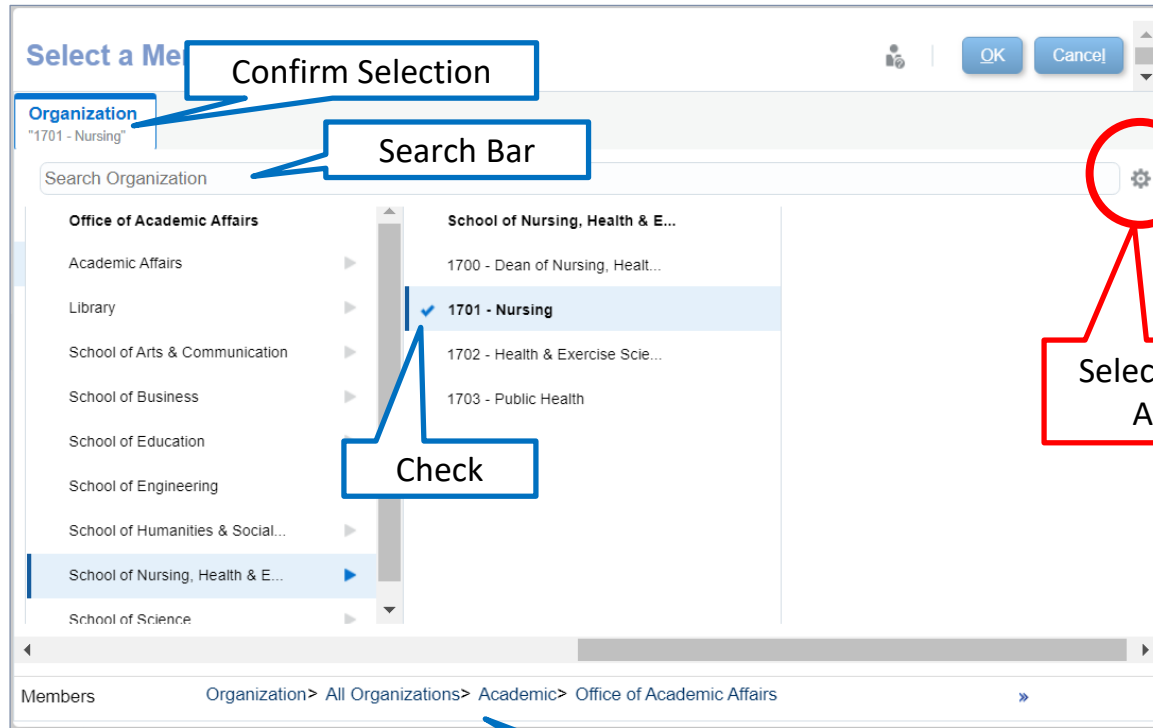 Select a Me
Confirm Selection
OK
Cancel
Organization
"1701 - Nursing"
Search Bar
Search Organization
Office of Academic Affairs
Academic Affairs
Library
School of Arts & Communication
School of Business
School of Education
School of Engineering
School of Humanities & Social...
School of Nursing, Health & E...
School of Science
School of Nursing, Health & E...
1700 - Dean of Nursing, Healt...
1701 - Nursing
1702 - Health & Exercise Scie...
1703 - Public Health
Check
Selec
A
Members
Organization> All Organizations> Academic> Office of Academic Affairs
»